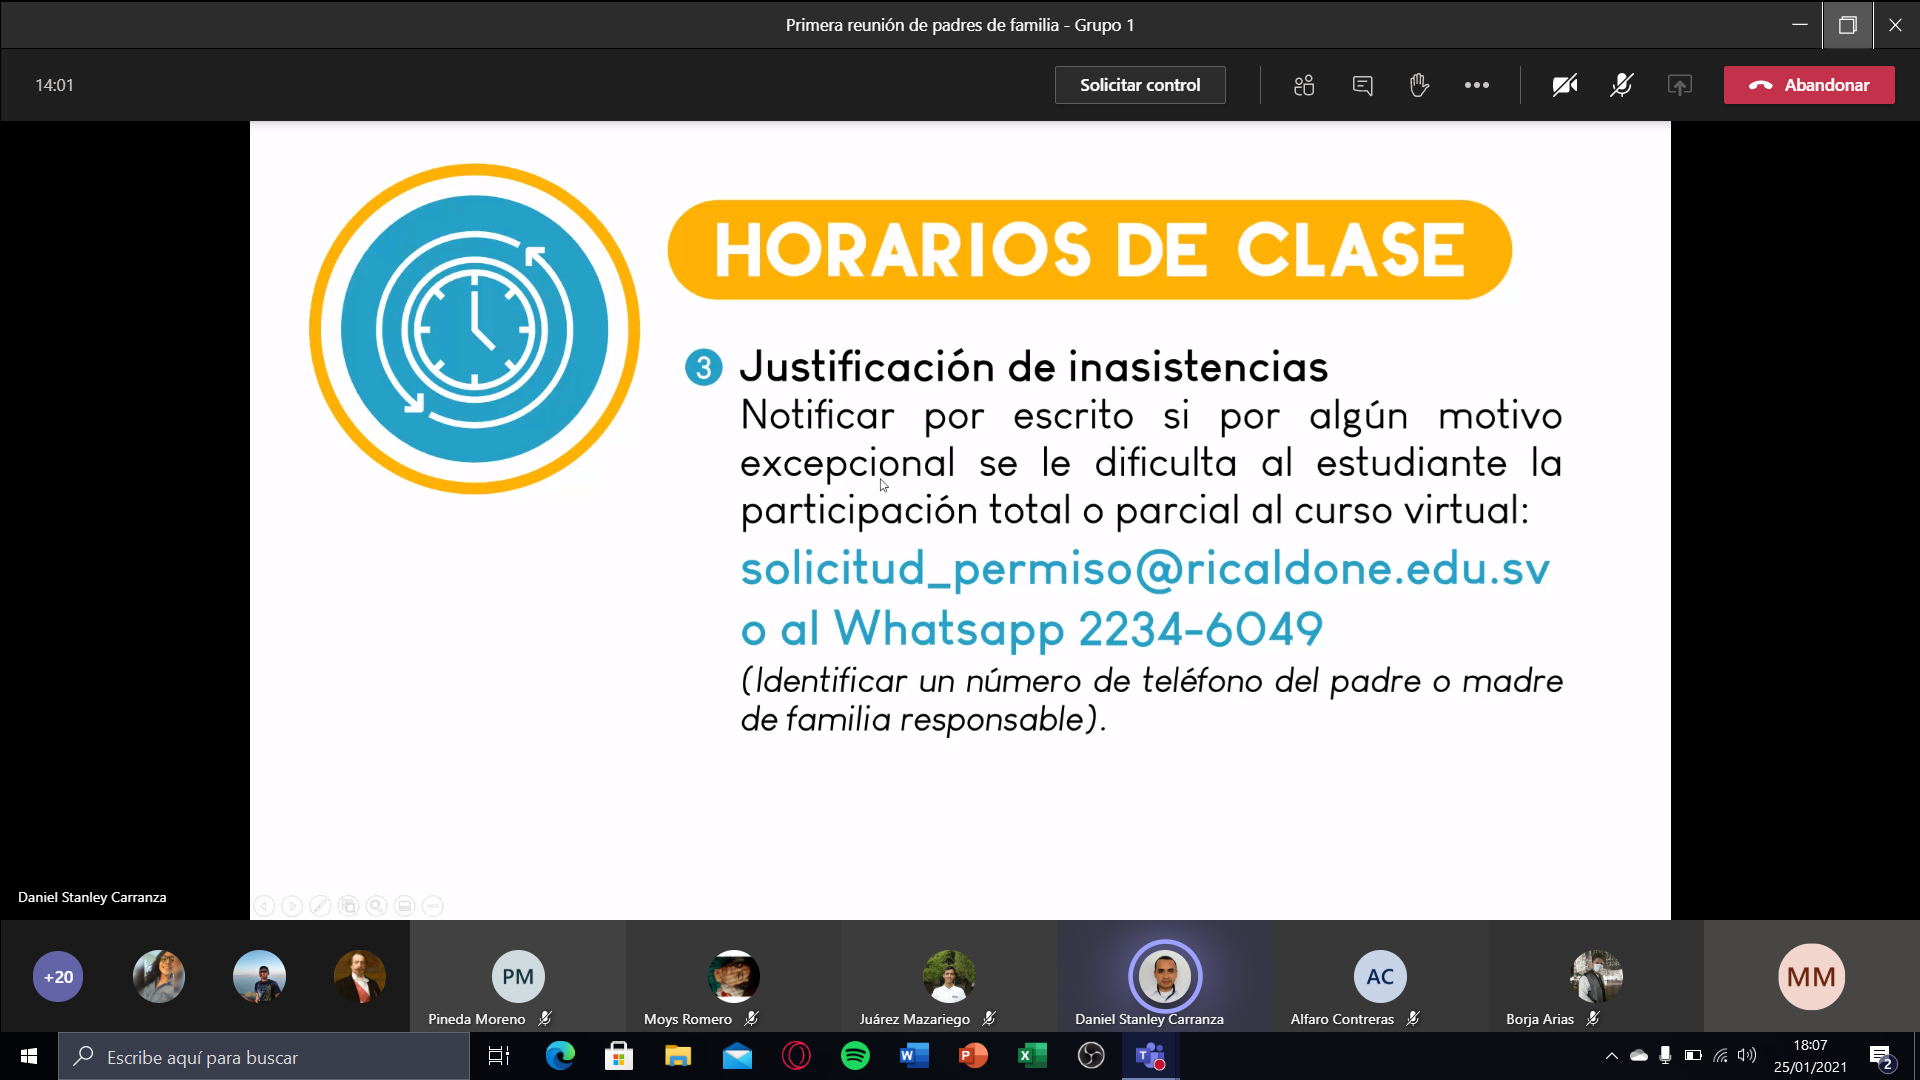 Primera reunión de padres de familia - Grupo 1
14:01
Solicitar control
Abandonar
HORARIOS DE CLASE
3 Justificación de inasistencias
Notificar por escrito si por algún motivo
excepcional se le dificulta al estudiante la
participación total o parcial al curso virtual:
solicitud_permiso@ricaldone.edu.sv
o al Whatsapp 2234-6049
(Identificar un número de teléfono del padre o madre
de familia responsable).
Daniel Stanley Carranza
+20
PM
AC
MM
Pineda Moreno
Moys Romero
Juárez Mazariego
Daniel Stanley Carranza
Alfaro Contreras
Borja Arias
Escribe aquí para buscar
18:07
25/01/2021
2